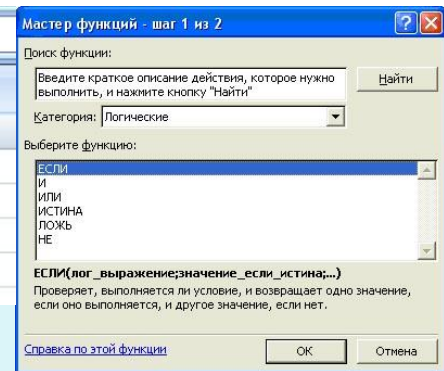 Мастер функций - шаг 1 из 2
Поиск функции:
Введите краткое описание действия, которое нужно
выполнить, и нажмите кнопку "Найти"
Найти
Категория: Логические
Выберите функцию:
ЕСЛИ
И
ИЛИ
ИСТИНА
ЛОЖЬ
НЕ
ЕСЛИ(лог_выражение;значение_если_истина;...)
Проверяет, выполняется ли условие, и возвращает одно значение,
если оно выполняется, и другое значение, если нет.
Справка по этой функции
ОК
Отмена